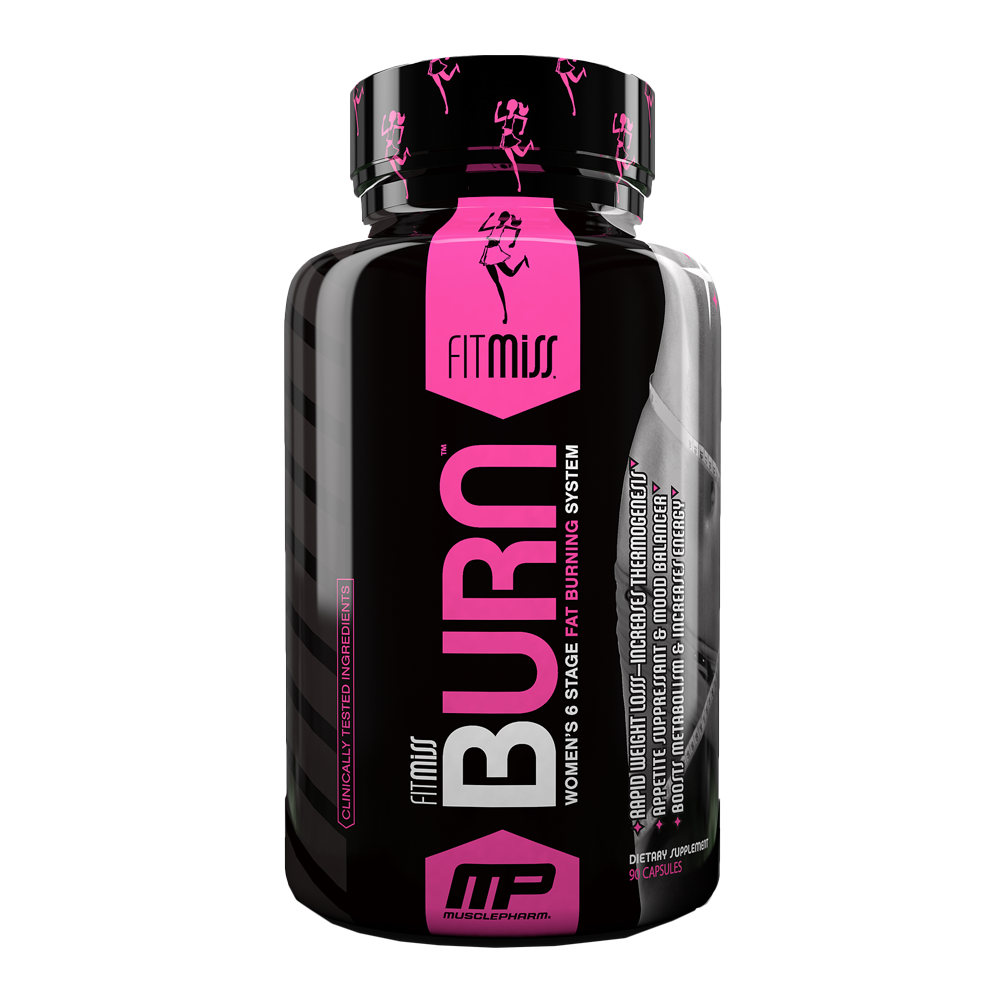 FITMISS.
FITMISS
BURN™
WOMEN'S 6 STAGE FAT BURNING SYSTEM
CLINICALLY TESTED INGREDIENTS
RAPID WEIGHT LOSS—INCREASES THERMOGENESIS
APPETITE SUPPRESSANT & MOOD BALANCER
BOOSTS METABOLISM & INCREASES ENERGY
DIETARY SUPPLEMENT
90 CAPSULES
MP
MUSCLEPHARM®